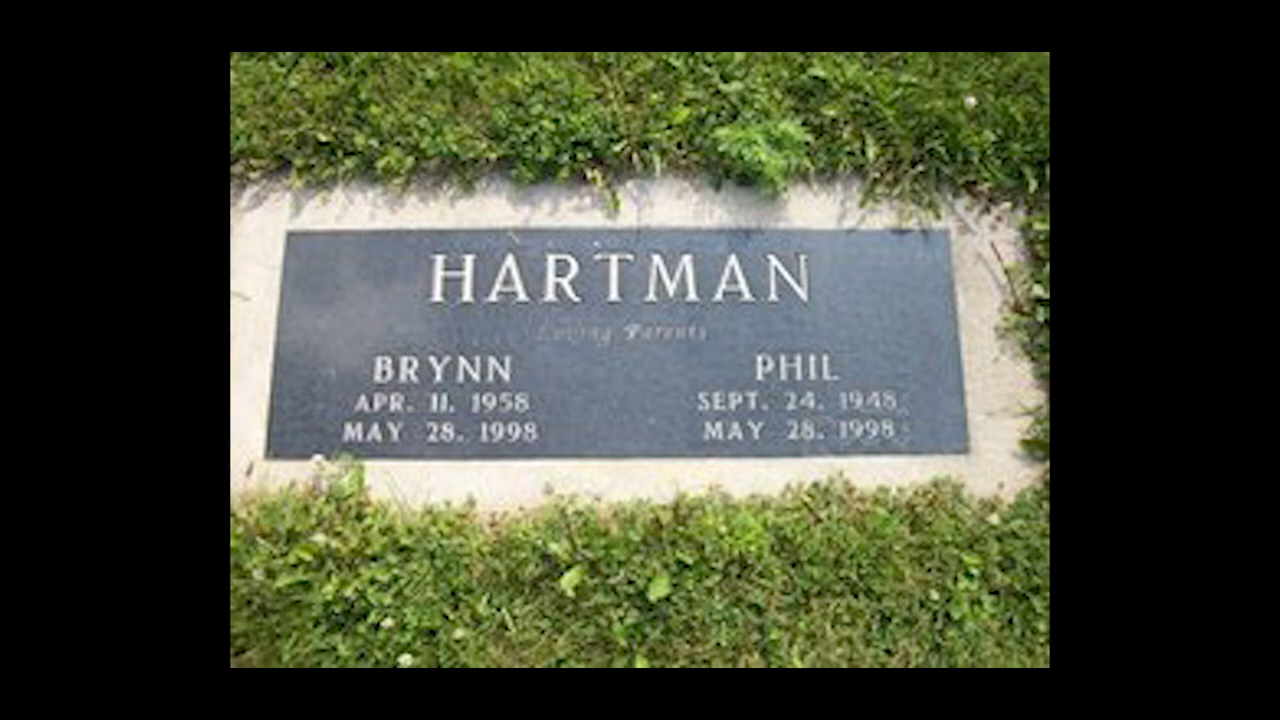 HARTMAN
Loving Parents
BRYNN PHIL
APR. 11. 1958 SEPT. 24. 1948
MAY 28. 1998 MAY 28. 1998